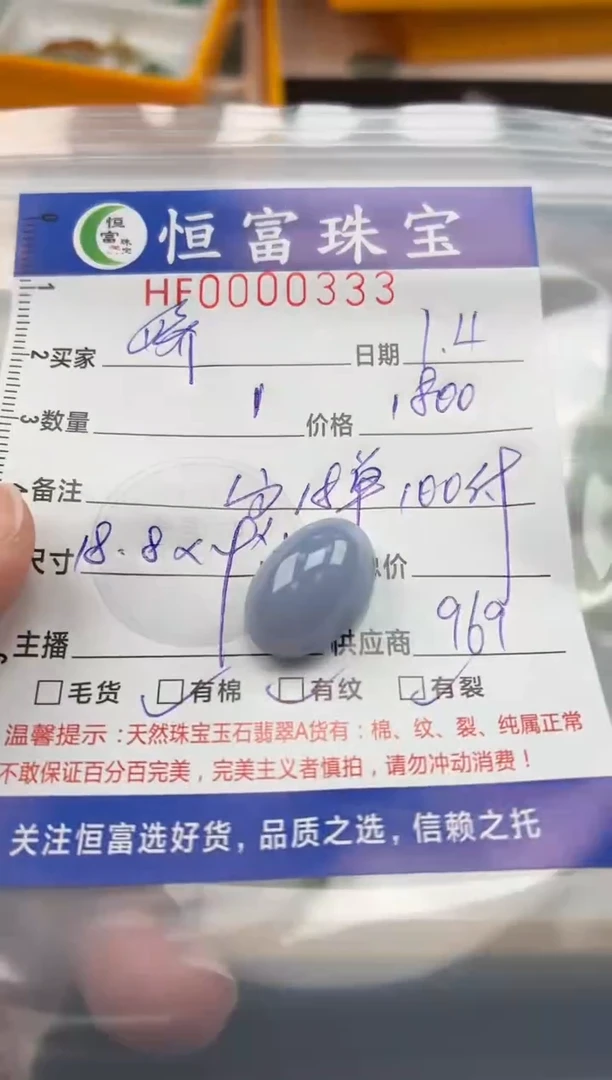 恒富珠宝
恒富珠宝
HF0000333
买家 日期 1.4
数量 1 价格 1800
备注 18单 100付
尺寸 18.8× 价
主播 供应商 969
毛货 有棉 有纹 有裂
温馨提示:天然珠宝玉石翡翠A货有:棉、纹、裂、纯属正常
不敢保证百分百完美,完美主义者慎拍,请勿冲动消费!
关注恒富选好货,品质之选,信赖之托